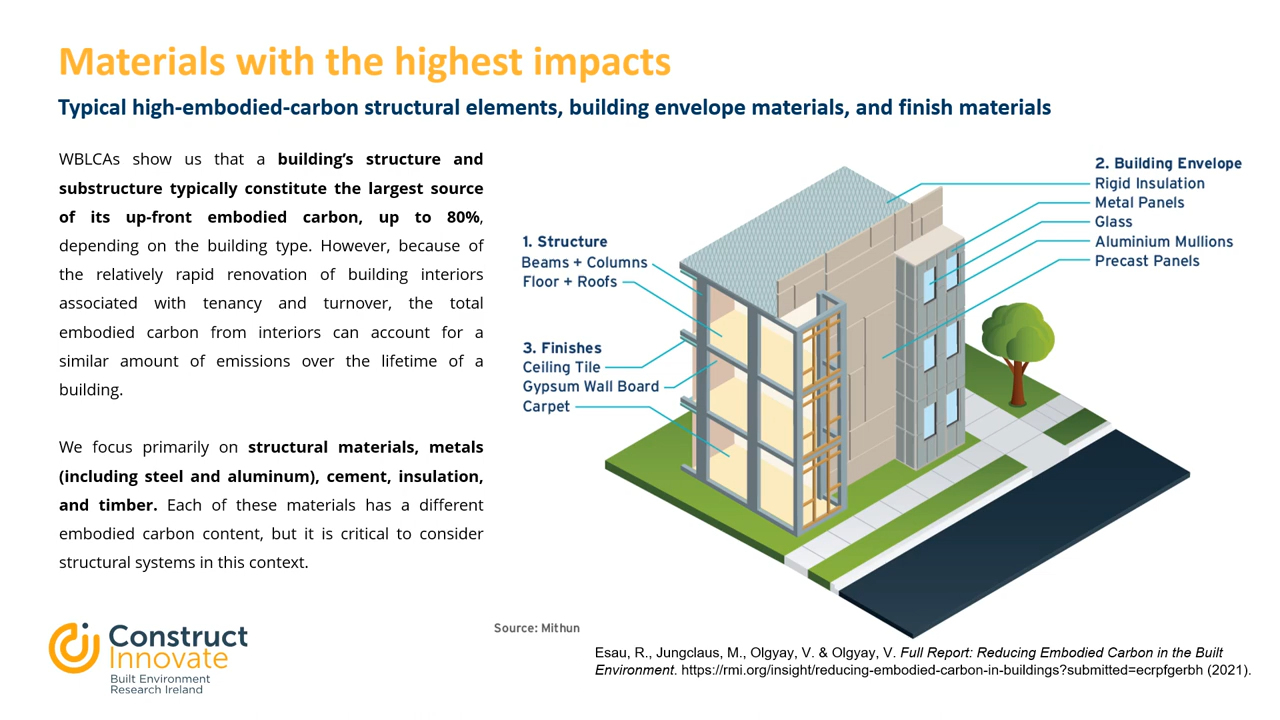 Materials with the highest impacts
Typical high-embodied-carbon structural elements, building envelope materials, and finish materials
WBLCAs show us that a building's structure and
substructure typically constitute the largest source
of its up-front embodied carbon, up to 80%,
depending on the building type. However, because of
the relatively rapid renovation of building interiors
associated with tenancy and turnover, the total
embodied carbon from interiors can account for a
similar amount of emissions over the lifetime of a
building.
We focus primarily on structural materials, metals
(including steel and aluminum), cement, insulation,
and timber. Each of these materials has a different
embodied carbon content, but it is critical to consider
structural systems in this context.
1. Structure
Beams + Columns
Floor + Roofs
3. Finishes
Ceiling Tile
Gypsum Wall Board
Carpet
2. Building Envelope
Rigid Insulation
Metal Panels
Glass
Aluminium Mullions
Precast Panels
Construct
Innovate
Built Environment
Research Ireland
Source: Mithun
Esau, R., Jungclaus, M., Olgyay, V. & Olgyay, V. Full Report: Reducing Embodied Carbon in the Built
Environment. https://rmi.org/insight/reducing-embodied-carbon-in-buildings?submitted=ecrpfgerbh (2021).